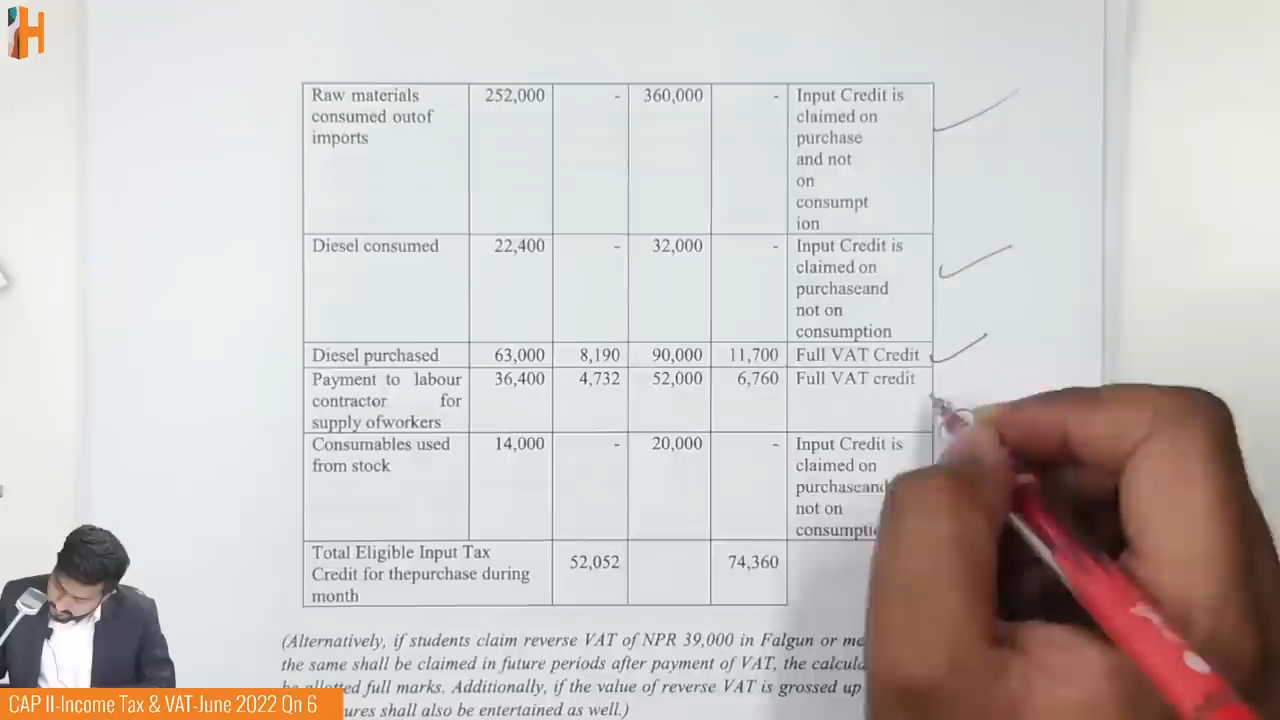 H
Raw materials 252,000 - 360,000 - Input Credit is
consumed outof claimed on
imports purchase
and not
on
consumpt
ion
Diesel consumed 22,400 - 32,000 - Input Credit is
claimed on
purchaseand
not on
consumption
Diesel purchased 63,000 8,190 90,000 11,700 Full VAT Credit
Payment to labour 36,400 4,732 52,000 6,760 Full VAT credit
contractor for
supply ofworkers
Consumables used 14,000 - 20,000 - Input Credit is
from stock claimed on
purchaseand
not on
Total Eligible Input Tax
Credit for thepurchase during 52,052 74,360
month
(Alternatively, if students claim reverse VAT of NPR 39,000 in Falgun or
the same shall be claimed in future periods after payment of VAT, the
full marks. Additionally, if the value of reverse VAT is grossed up
shall also be entertained as well.)
CAP II-Income Tax & VAT-June 2022 Qn 6